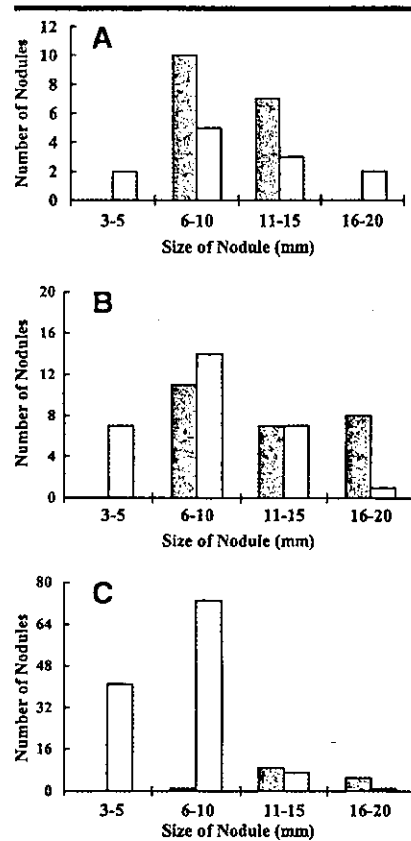 A
Number of Nodules
12
10
8
6
4
2
0
3-5 6-10 11-15 16-20
Size of Nodule (mm)
B
Number of Nodules
20
16
12
8
4
0
3-5 6-10 11-15 16-20
Size of Nodule (mm)
C
Number of Nodules
80
64
48
32
16
0
3-5 6-10 11-15 16-20
Size of Nodule (mm)